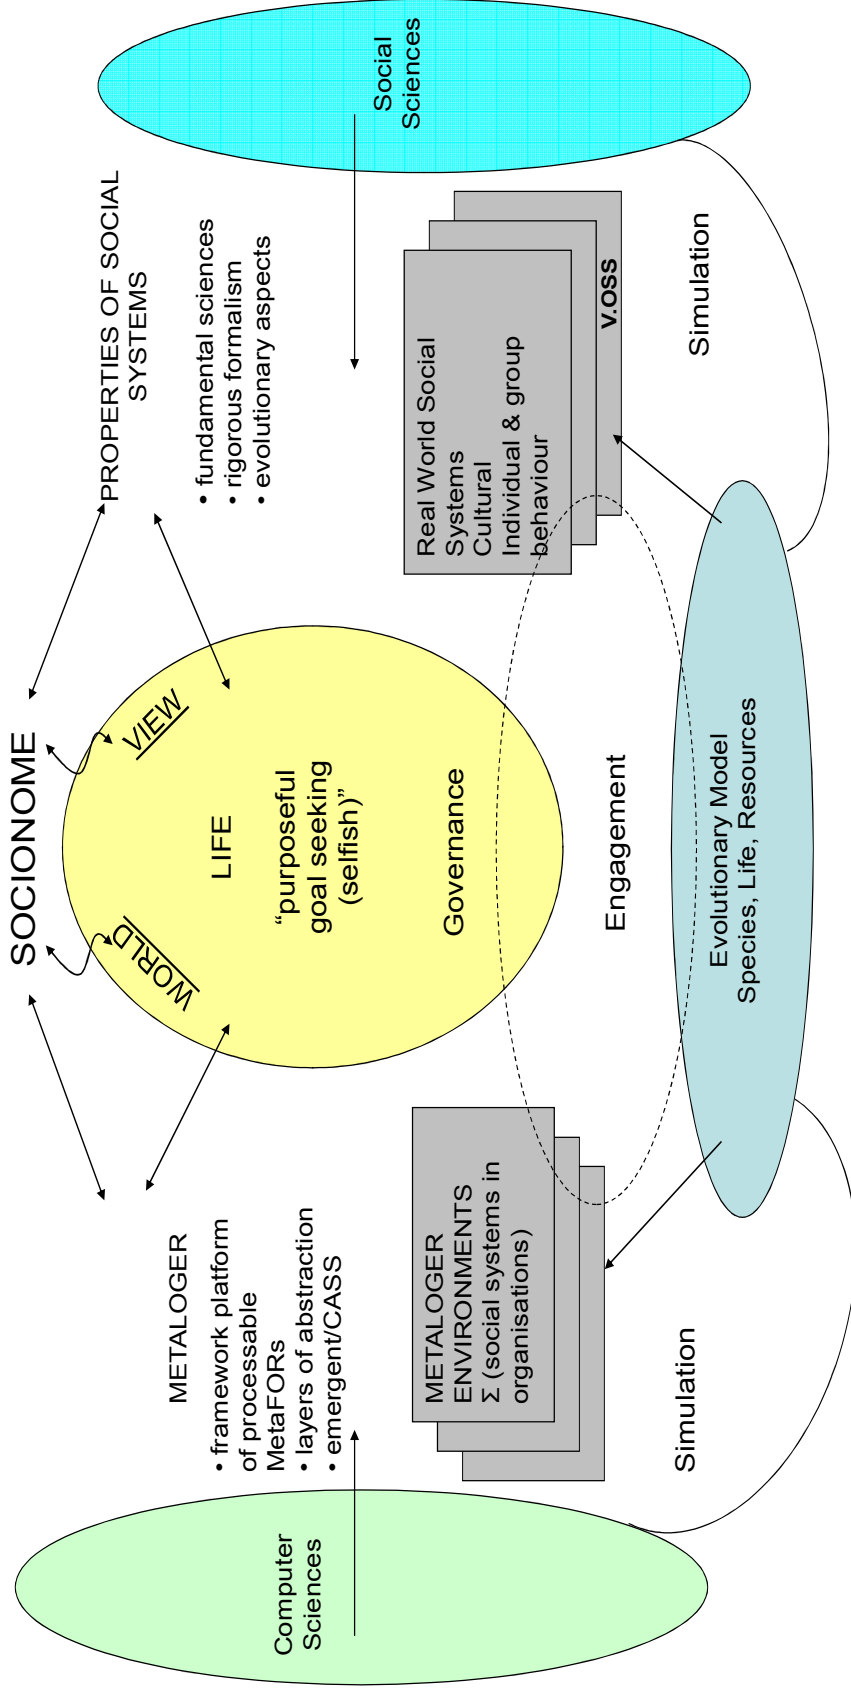 SOCIONOME
WORLD
VIEW
LIFE
“purposeful
goal seeking
(selfish)”
Governance
Engagement
METALOGER
• framework platform
of processable
MetaFORs
• layers of abstraction
• emergent/CASS
PROPERTIES OF SOCIAL
SYSTEMS
• fundamental sciences
• rigorous formalism
• evolutionary aspects
Computer
Sciences
Social
Sciences
METALOGER
ENVIRONMENTS
Σ (social systems in
organisations)
Real World Social
Systems
Cultural
Individual & group
behaviour
v.oss
Simulation
Simulation
Evolutionary Model
Species, Life, Resources